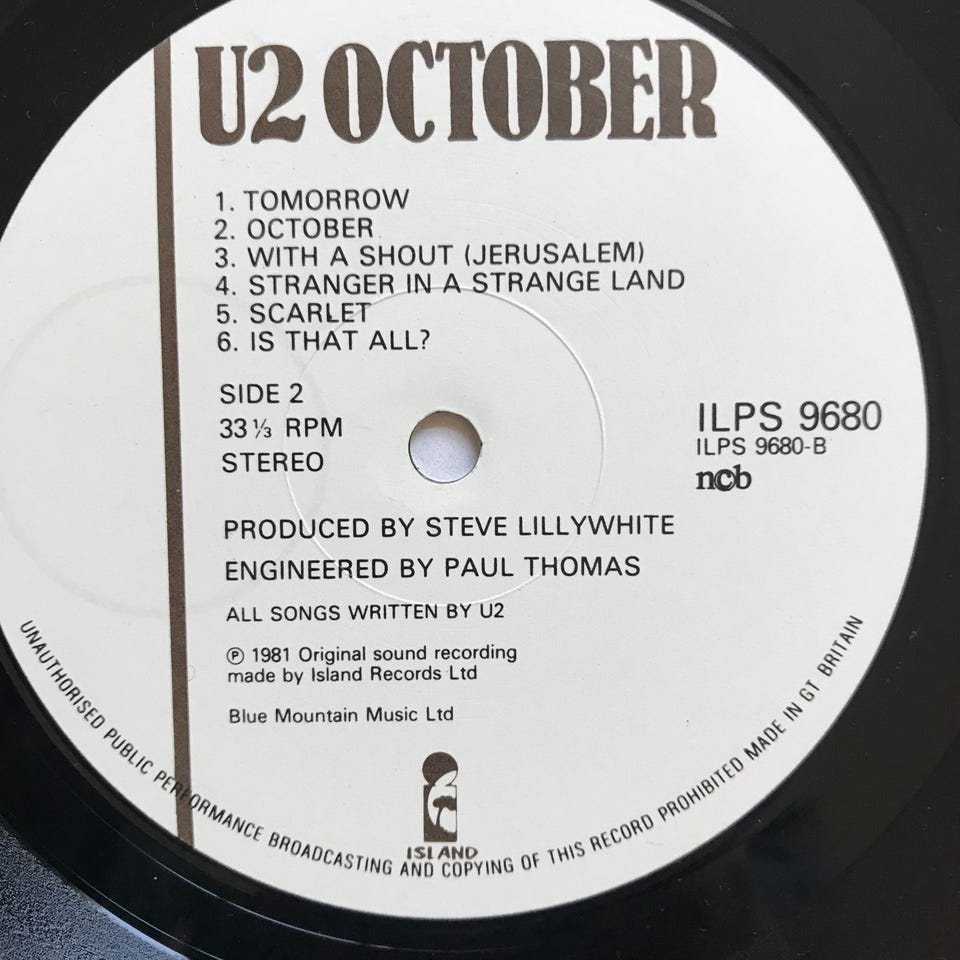 U2 OCTOBER
1. TOMORROW
2. OCTOBER
3. WITH A SHOUT (JERUSALEM)
4. STRANGER IN A STRANGE LAND
5. SCARLET
6. IS THAT ALL?
SIDE 2
33 ⅓ RPM
STEREO
ILPS 9680
ILPS 9680-B
ncb
PRODUCED BY STEVE LILLYWHITE
ENGINEERED BY PAUL THOMAS
ALL SONGS WRITTEN BY U2
℗ 1981 Original sound recording
made by Island Records Ltd
Blue Mountain Music Ltd
ISLAND
UNAUTHORISED PUBLIC PERFORMANCE BROADCASTING AND COPYING OF THIS RECORD PROHIBITED MADE IN GT BRITAIN